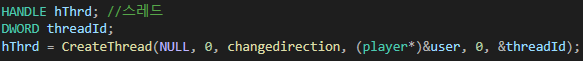 HANDLE hThrd; //스레드
DWORD threadId;
hThrd = CreateThread(NULL, 0, changedirection, (player*)&user, 0, &threadId);